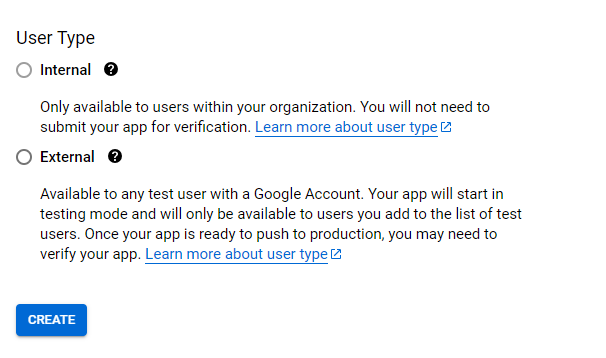 User Type
Internal
Only available to users within your organization. You will not need to
submit your app for verification. Learn more about user type
External
Available to any test user with a Google Account. Your app will start in
testing mode and will only be available to users you add to the list of test
users. Once your app is ready to push to production, you may need to
verify your app. Learn more about user type
CREATE